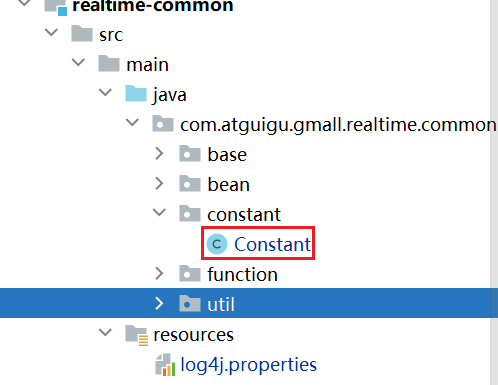 realtime-common
src
main
java
com.atguigu.gmall.realtime.common
base
bean
constant
C Constant
function
util
resources
log4j.properties